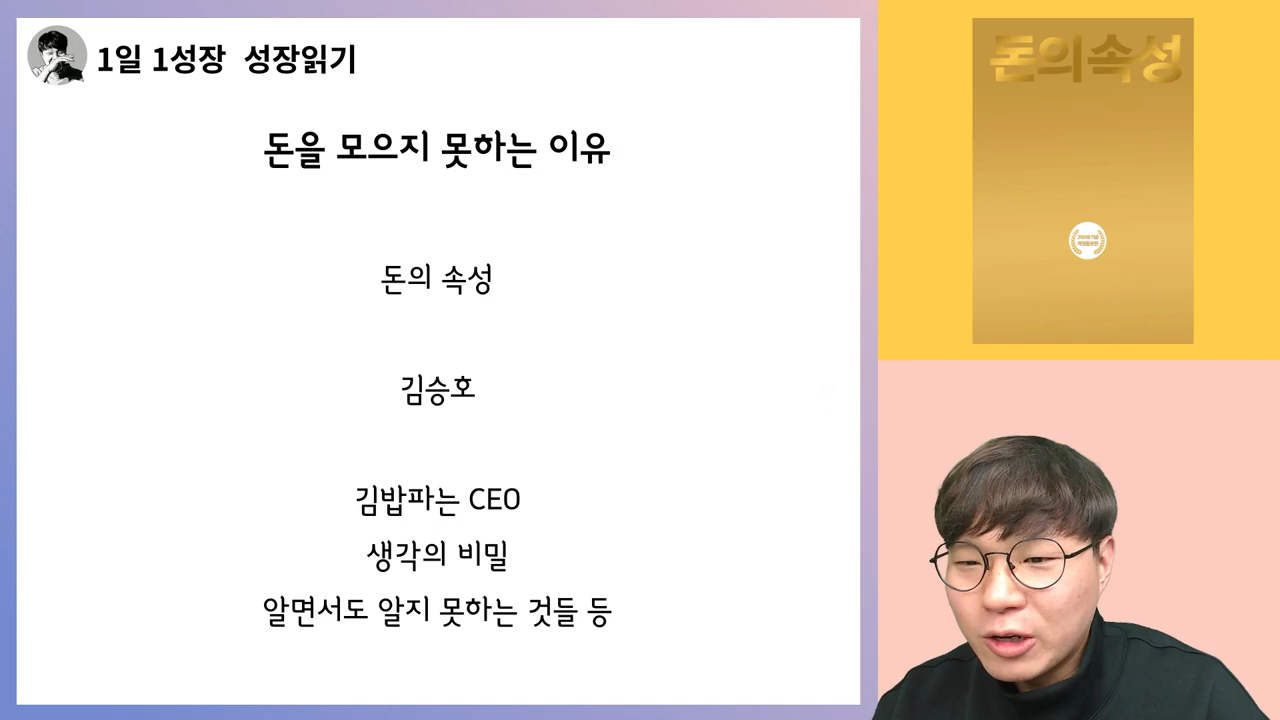 1일 1성장 성장읽기
돈을 모으지 못하는 이유
돈의 속성
김승호
김밥파는 CEO
생각의 비밀
알면서도 알지 못하는 것들 등
돈의속성